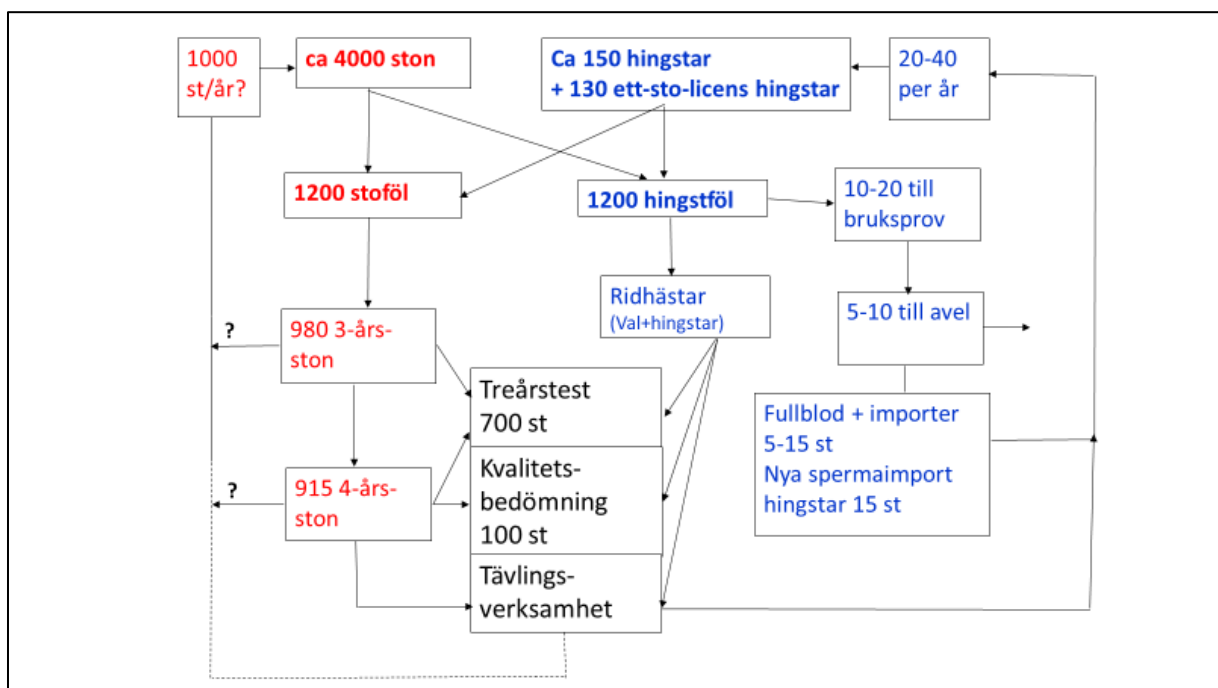 1000
st/år?
ca 4000 ston
Ca 150 hingstar
+ 130 ett-sto-licens hingstar
20-40
per år
1200 stoföl
1200 hingstföl
10-20 till
bruksprov
Ridhästar
(Val+hingstar)
5-10 till avel
?
980 3-års-
ston
Treårstest
700 st
Fullblod + importer
5-15 st
Nya spermaimport
hingstar 15 st
?
915 4-års-
ston
Kvalitets-
bedömning
100 st
Tävlings-
verksamhet